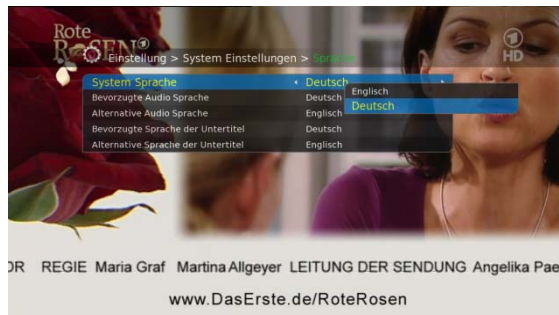 Rote
RoSEN
HD
Einstellung > System Einstellungen > Sprache
System Sprache Deutsch
Englisch
Deutsch
Bevorzugte Audio Sprache Deutsch
Alternative Audio Sprache Englisch
Bevorzugte Sprache der Untertitel Deutsch
Alternative Sprache der Untertitel Englisch
OR REGIE Maria Graf Martina Allgeyer LEITUNG DER SENDUNG Angelika Pae
www.DasErste.de/RoteRosen